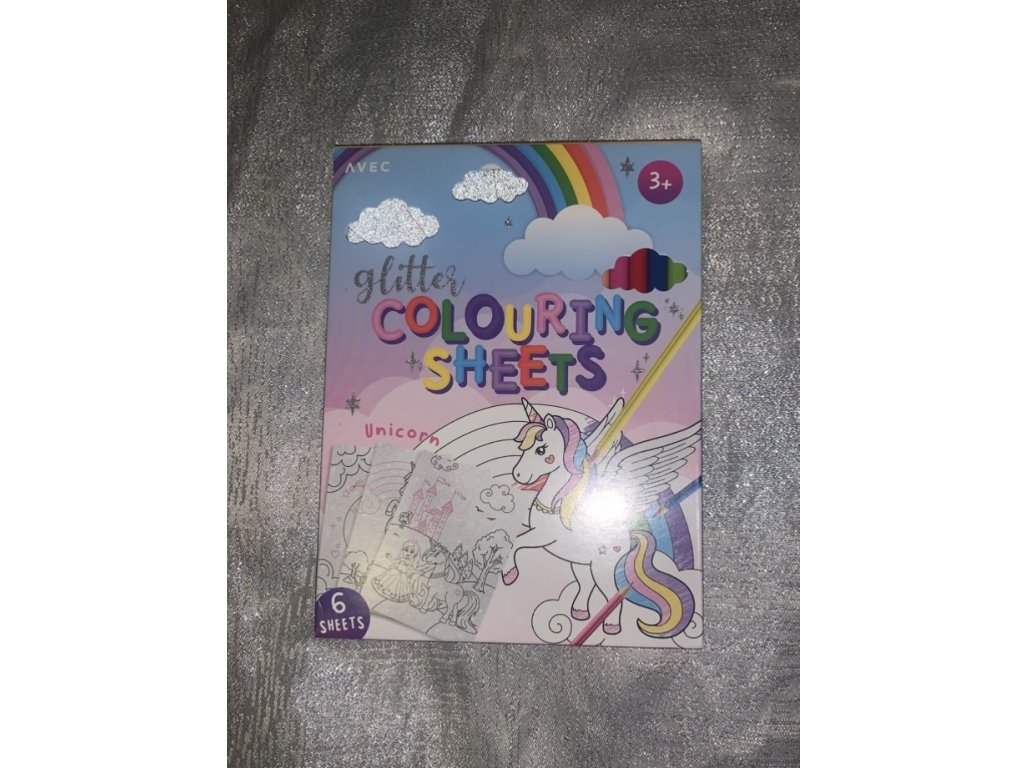 AVEC
3+
glitter
COLOURING
SHEETS
Unicorn
6
SHEETS